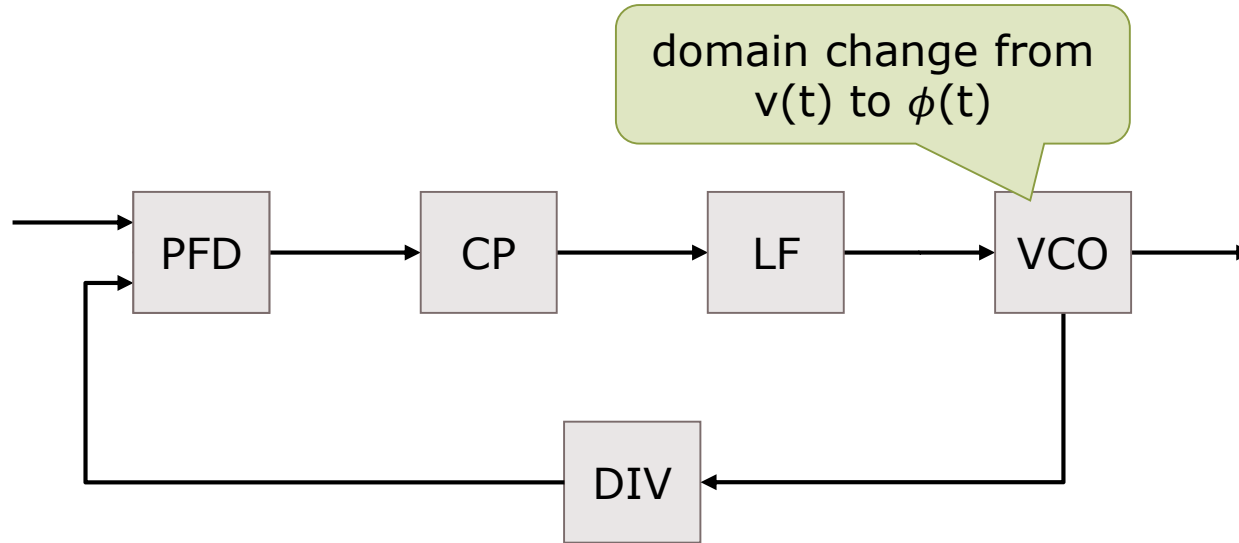 domain change from
v(t) to ϕ(t)
PFD
CP
LF
VCO
DIV